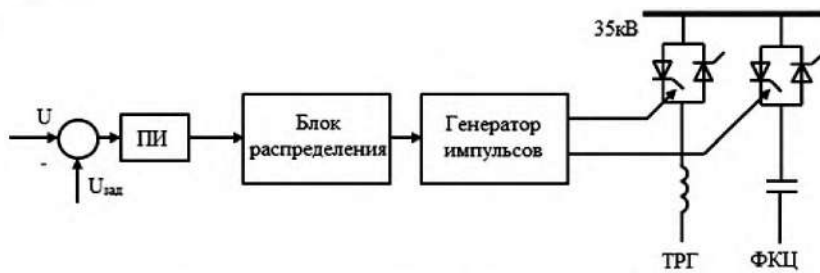 35кВ
U
-
Uзад
ПИ
Блок
распределения
Генератор
импульсов
ТРГ
ФКЦ